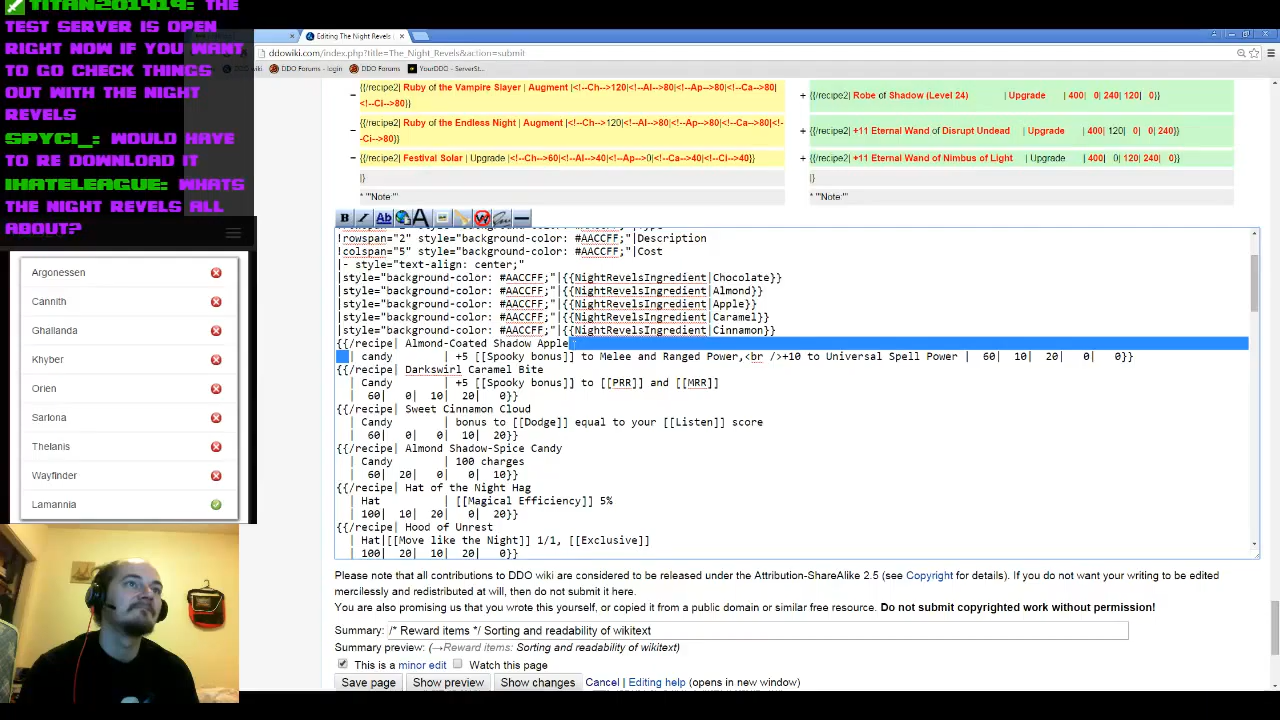 TITAN201414: THE
TEST SERVER IS OPEN
RIGHT NOW IF YOU WANT
TO GO CHECK THINGS
OUT WITH THE NIGHT
REVELS
SPYCI_: WOULD HAVE
TO RE DOWNLOAD IT
IHATELEAGUE: WHATS
THE NIGHT REVELS ALL
ABOUT?
Argonessen
Cannith
Ghallanda
Khyber
Orien
Sarlona
Thelanis
Wayfinder
Lamannia
Editing The Night Revels
ddowiki.com/index.php?title=The_Night_Revels&action=submit
DDO Forums - login
DDO Forums
YourDDO - ServerSt...
{{/recipe2| Ruby of the Vampire Slayer | Augment |<!--Ch-->120|<!--Al-->80|<!--Ap-->80|<!--Ca-->80|
<!--Ci-->80}}
{{/recipe2| Ruby of the Endless Night | Augment |<!--Ch-->120|<!--Al-->80|<!--Ap-->80|<!--Ca-->80|<!-
-Ci-->80}}
{{/recipe2| Festival Solar | Upgrade |<!--Ch-->60|<!--Al-->40|<!--Ap-->0|<!--Ca-->40|<!--Ci-->40}}
|}
* '''Note:'''
+ {{/recipe2| Robe of Shadow (Level 24) | Upgrade | 400| 0| 240| 120| 0}}
+ {{/recipe2| +11 Eternal Wand of Disrupt Undead | Upgrade | 400| 120| 0| 0| 240}}
+ {{/recipe2| +11 Eternal Wand of Nimbus of Light | Upgrade | 400| 0| 120| 240| 0}}
|}
* '''Note:'''
|rowspan="2" style="background-color: #AACCFF;"|Description
|colspan="5" style="background-color: #AACCFF;"|Cost
|- style="text-align: center;"
|style="background-color: #AACCFF;"|{{NightRevelsIngredient|Chocolate}}
|style="background-color: #AACCFF;"|{{NightRevelsIngredient|Almond}}
|style="background-color: #AACCFF;"|{{NightRevelsIngredient|Apple}}
|style="background-color: #AACCFF;"|{{NightRevelsIngredient|Caramel}}
|style="background-color: #AACCFF;"|{{NightRevelsIngredient|Cinnamon}}
{{/recipe| Almond-Coated Shadow Apple
| candy | +5 [[Spooky bonus]] to Melee and Ranged Power,<br />+10 to Universal Spell Power | 60| 10| 20| 0| 0}}
{{/recipe| Darkswirl Caramel Bite
| Candy | +5 [[Spooky bonus]] to [[PRR]] and [[MRR]]
| 60| 0| 10| 20| 0}}
{{/recipe| Sweet Cinnamon Cloud
| Candy | bonus to [[Dodge]] equal to your [[Listen]] score
| 60| 0| 0| 10| 20}}
{{/recipe| Almond Shadow-Spice Candy
| Candy | 100 charges
| 60| 20| 0| 0| 10}}
{{/recipe| Hat of the Night Hag
| Hat | [[Magical Efficiency]] 5%
| 100| 10| 20| 0| 20}}
{{/recipe| Hood of Unrest
| Hat|[[Move like the Night]] 1/1, [[Exclusive]]
| 100| 20| 10| 20| 0}}
Please note that all contributions to DDO wiki are considered to be released under the Attribution-ShareAlike 2.5 (see Copyright for details). If you do not want your writing to be edited
mercilessly and redistributed at will, then do not submit it here.
You are also promising us that you wrote this yourself, or copied it from a public domain or similar free resource. Do not submit copyrighted work without permission!
Summary: /* Reward items */ Sorting and readability of wikitext
Summary preview: (→Reward items: Sorting and readability of wikitext)
This is a minor edit Watch this page
Save page Show preview Show changes Cancel | Editing help (opens in new window)